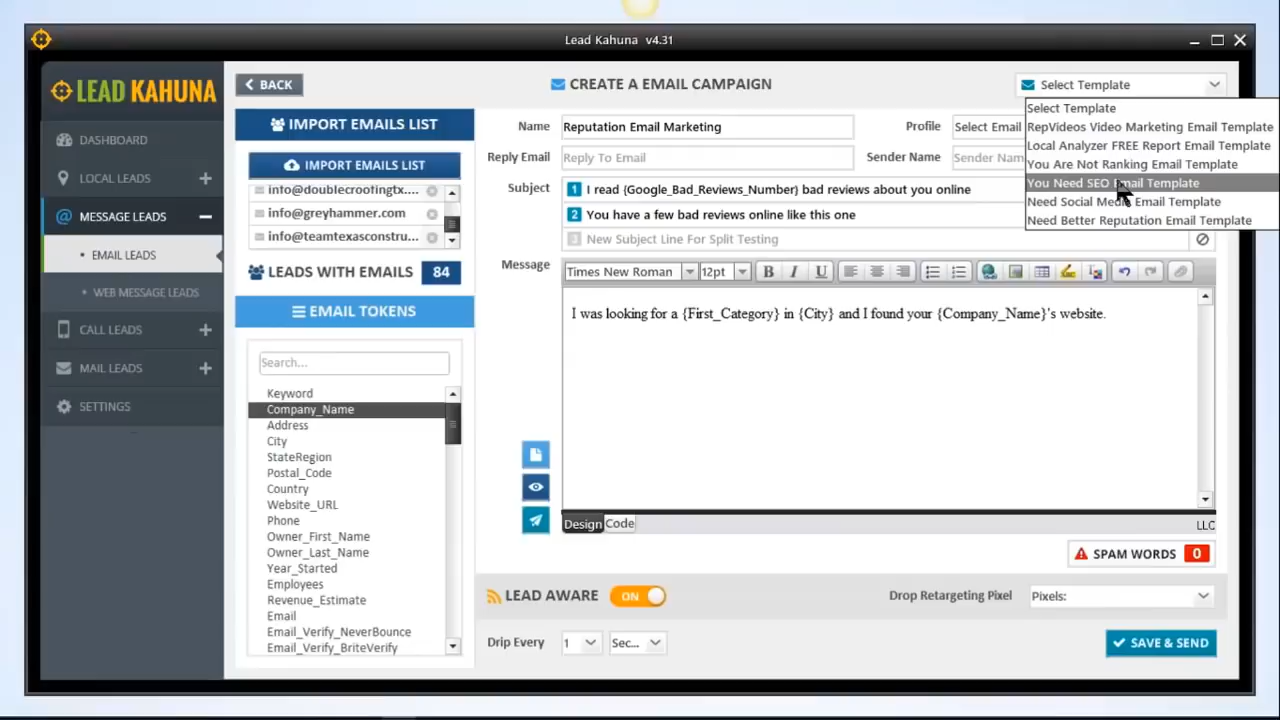 Lead Kahuna v4.31
LEAD KAHUNA
DASHBOARD
LOCAL LEADS
MESSAGE LEADS
EMAIL LEADS
WEB MESSAGE LEADS
CALL LEADS
MAIL LEADS
SETTINGS
BACK
CREATE A EMAIL CAMPAIGN
Select Template
Select Template
RepVideos Video Marketing Email Template
Local Analyzer FREE Report Email Template
You Are Not Ranking Email Template
You Need SEO Email Template
Need Social Media Email Template
Need Better Reputation Email Template
IMPORT EMAILS LIST
IMPORT EMAILS LIST
info@doublecrootingtx....
info@greyhammer.com
info@teamtexasconstru...
LEADS WITH EMAILS 84
EMAIL TOKENS
Search...
Keyword
Company_Name
Address
City
StateRegion
Postal_Code
Country
Website_URL
Phone
Owner_First_Name
Owner_Last_Name
Year_Started
Employees
Revenue_Estimate
Email
Email_Verify_NeverBounce
Email_Verify_BriteVerify
Name Reputation Email Marketing Profile Select Email
Reply Email Reply To Email Sender Name Sender Name
Subject 1 I read {Google_Bad_Reviews_Number} bad reviews about you online
2 You have a few bad reviews online like this one
3 New Subject Line For Split Testing
Message Times New Roman 12pt B I U
I was looking for a {First_Category} in {City} and I found your {Company_Name}'s website.
Design Code LLC
SPAM WORDS 0
LEAD AWARE ON Drop Retargeting Pixel Pixels:
Drip Every 1 Sec... SAVE & SEND